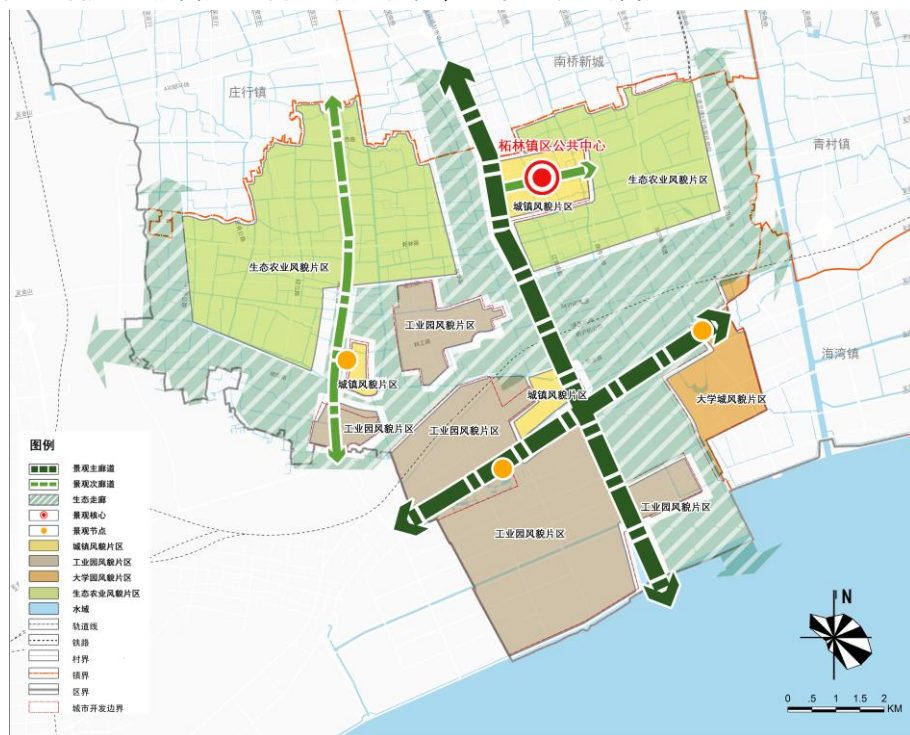 南桥新城
庄行镇
青村镇
柘林镇区公共中心
生态农业风貌片区
城镇风貌片区
生态农业风貌片区
工业园风貌片区
海湾镇
城镇风貌片区
城镇风貌片区
大学城风貌片区
工业园风貌片区
工业园风貌片区
工业园风貌片区
工业园风貌片区
图例
景观主廊道
景观次廊道
生态走廊
景观核心
景观节点
城镇风貌片区
工业园风貌片区
大学园风貌片区
生态农业风貌片区
水域
轨道线
铁路
村界
镇界
区界
城市开发边界
N
0 .5 1 1.5 2
KM